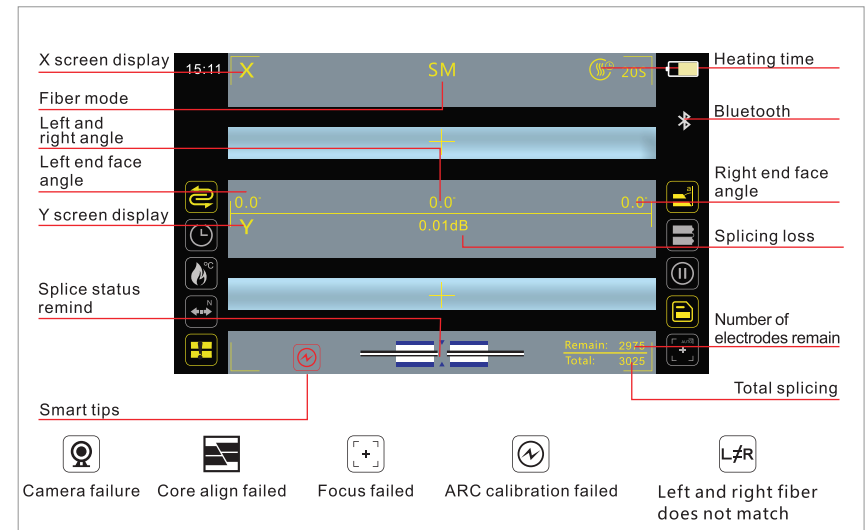 X screen display
Fiber mode
Left and
right angle
Left end face
angle
Y screen display
Splice status
remind
Smart tips
15:11
X
SM
20S
0.0°
0.0°
0.0°
Y
0.01dB
°C
N
a
AUTO
Remain: 2975
Total: 3025
Heating time
Bluetooth
Right end face
angle
Splicing loss
Number of
electrodes remain
Total splicing
L≠R
Camera failure
Core align failed
Focus failed
ARC calibration failed
Left and right fiber
does not match